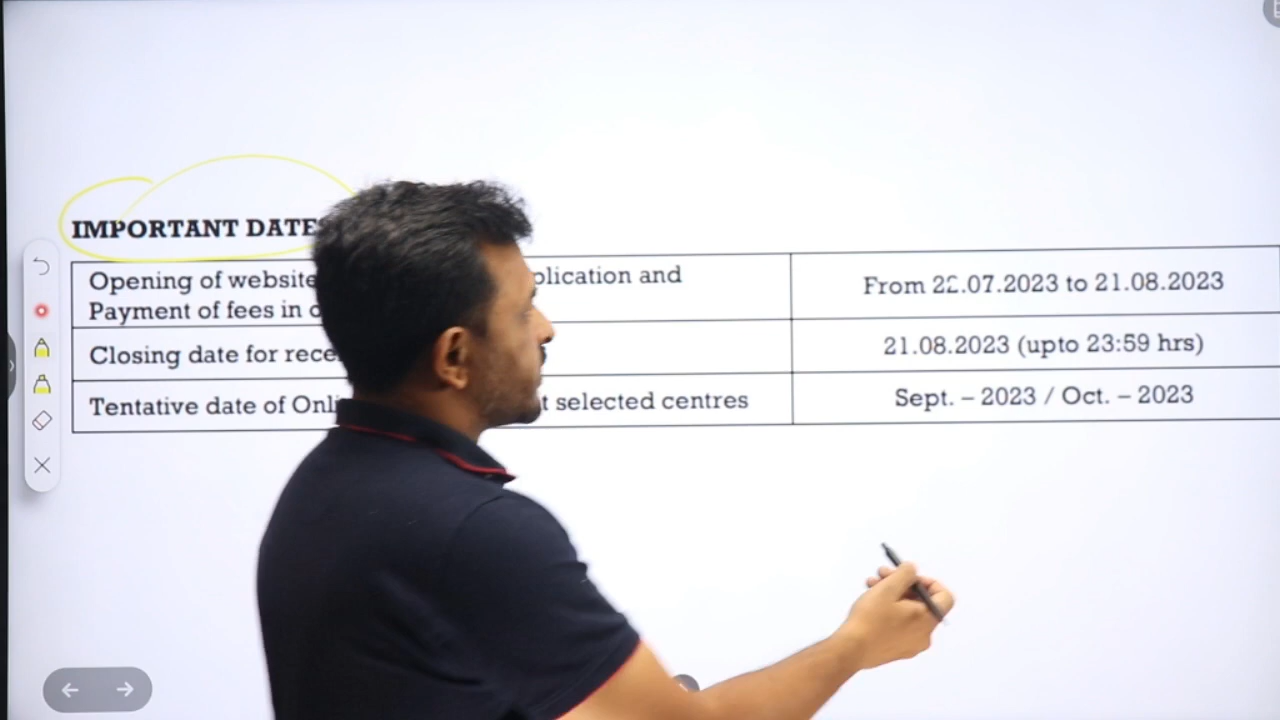 IMPORTANT DATE
Opening of website plication and
Payment of fees in
From 22.07.2023 to 21.08.2023
Closing date for rece
21.08.2023 (upto 23:59 hrs)
Tentative date of Onli t selected centres
Sept. – 2023 / Oct. – 2023